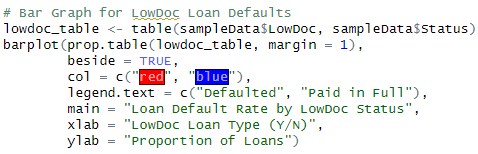 # Bar Graph for LowDoc Loan Defaults
lowdoc_table <- table(sampleData$LowDoc, sampleData$Status)
barplot(prop.table(lowdoc_table, margin = 1),
        beside = TRUE,
        col = c("red", "blue"),
        legend.text = c("Defaulted", "Paid in Full"),
        main = "Loan Default Rate by LowDoc Status",
        xlab = "LowDoc Loan Type (Y/N)",
        ylab = "Proportion of Loans")